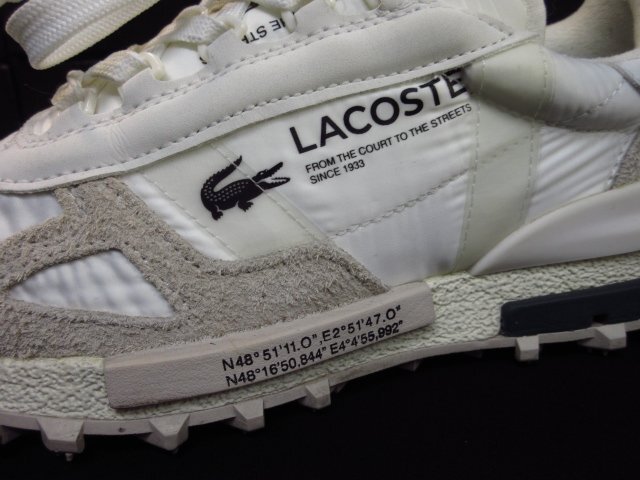 LACOSTE
FROM THE COURT TO THE STREETS
SINCE 1933
N48°51'11.0",E2°51'47.0"
N48°16'50.844" E4°4'55,992"